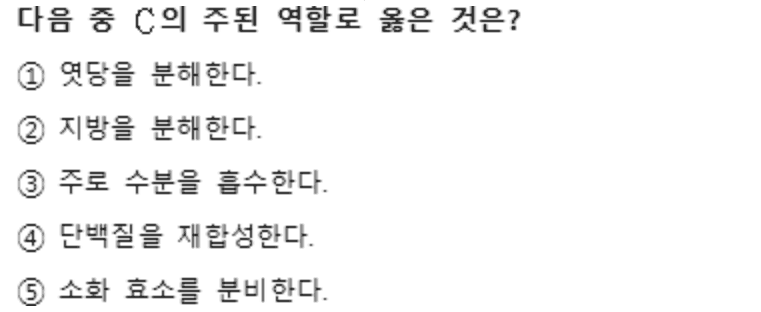 다음 중 C의 주된 역할로 옳은 것은?
① 엿당을 분해한다.
② 지방을 분해한다.
③ 주로 수분을 흡수한다.
④ 단백질을 재합성한다.
⑤ 소화 효소를 분비한다.